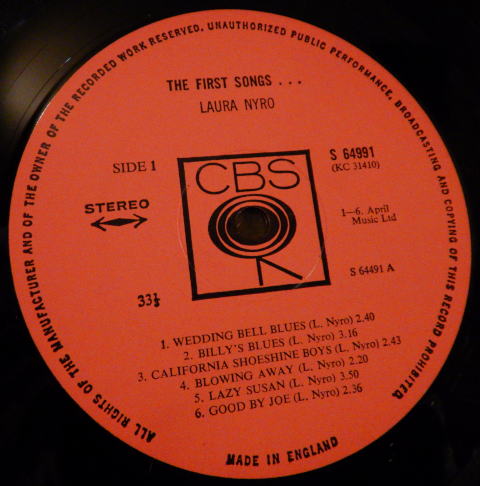 ALL RIGHTS OF THE MANUFACTURER AND OF THE OWNER OF THE RECORDED WORK RESERVED. UNAUTHORIZED PUBLIC PERFORMANCE, BROADCASTING AND COPYING OF THIS RECORD PROHIBITED.
THE FIRST SONGS . . .
LAURA NYRO
SIDE 1
S 64991
(KC 31410)
CBS
STEREO
1—6. April
Music Ltd
S 64491 A
33⅓
1. WEDDING BELL BLUES (L. Nyro) 2.40
2. BILLY'S BLUES (L. Nyro) 3.16
3. CALIFORNIA SHOESHINE BOYS (L. Nyro) 2.43
4. BLOWING AWAY (L. Nyro) 2.20
5. LAZY SUSAN (L. Nyro) 3.50
6. GOOD BY JOE (L. Nyro) 2.36
MADE IN ENGLAND